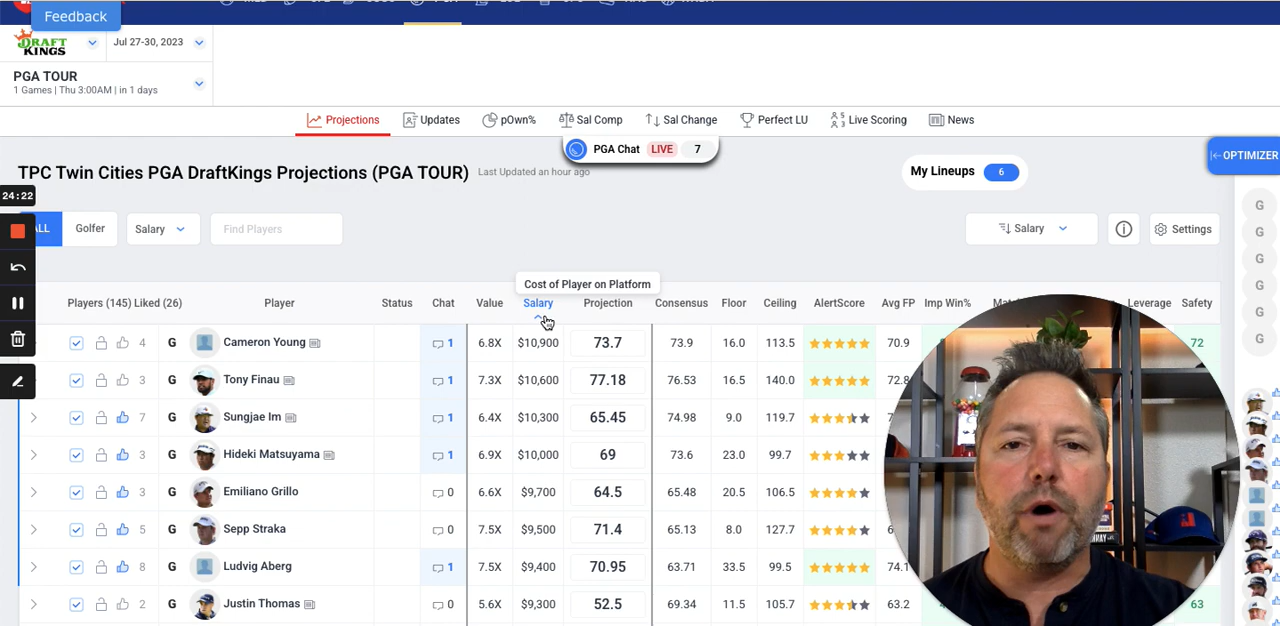 Feedback
DRAFT KINGS
Jul 27-30, 2023
PGA TOUR
1 Games | Thu 3:00AM | in 1 days
Projections Updates pOwn% Sal Comp Sal Change Perfect LU Live Scoring News
PGA Chat LIVE 7
OPTIMIZER
TPC Twin Cities PGA DraftKings Projections (PGA TOUR) Last Updated an hour ago My Lineups 6
24:22
ALL Golfer Salary Find Players Salary Settings
Cost of Player on Platform
Players (145) Liked (26) Player Status Chat Value Salary Projection Consensus Floor Ceiling AlertScore Avg FP Imp Win% Leverage Safety
4 G Cameron Young 1 6.8X $10,900 73.7 73.9 16.0 113.5 70.9 72
3 G Tony Finau 1 7.3X $10,600 77.18 76.53 16.5 140.0 72.8
7 G Sungjae Im 1 6.4X $10,300 65.45 74.98 9.0 119.7
3 G Hideki Matsuyama 1 6.9X $10,000 69 73.6 23.0 99.7
3 G Emiliano Grillo 0 6.6X $9,700 64.5 65.48 20.5 106.5
5 G Sepp Straka 0 7.5X $9,500 71.4 65.13 8.0 127.7
8 G Ludvig Aberg 1 7.5X $9,400 70.95 63.71 33.5 99.5 74.1
2 G Justin Thomas 0 5.6X $9,300 52.5 69.34 11.5 105.7 63.2 63
G
G
G
G
G
G